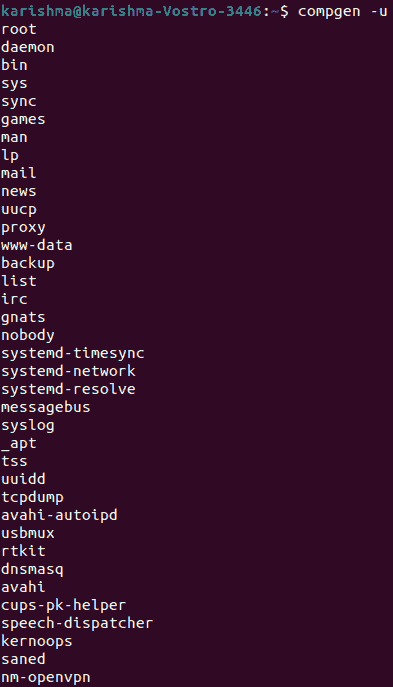 karishma@karishma-Vostro-3446:~$ compgen -u
root
daemon
bin
sys
sync
games
man
lp
mail
news
uucp
proxy
www-data
backup
list
irc
gnats
nobody
systemd-timesync
systemd-network
systemd-resolve
messagebus
syslog
_apt
tss
uuidd
tcpdump
avahi-autoipd
usbmux
rtkit
dnsmasq
avahi
cups-pk-helper
speech-dispatcher
kernoops
saned
nm-openvpn